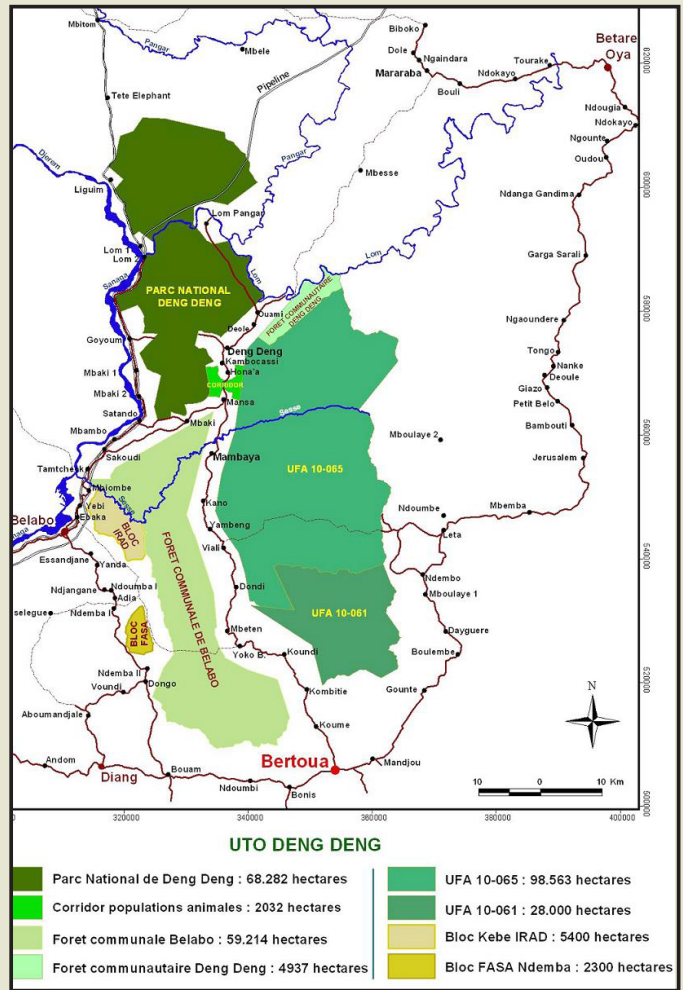 Mbitom
Pangar
Mbele
Biboko
Dole
Ngaindara
Mararaba
Bouli
Ndokayo
Tourake
Betare
Oya
620000
Tete Elephant
Pipeline
Ndougia
Ndokayo
Ngounte
Oudou
Djerem
Pangar
Mbesse
600000
Liguim
Ndanga Gandima
Lom Pangar
Lom 1
Lom 2
Lom
Lom
Garga Sarali
Sanaga
PARC NATIONAL
DENG DENG
FORET COMMUNAUTAIRE
DENG DENG
Ouami
Deole
Ngaoundere
Goyoum
Deng Deng
Kambocassi
Hona'a
CORRIDOR
Mansa
Tongo
Nanke
Deoule
Giazo
Petit Belo
Mbaki 1
Mbaki 2
Satando
Mbaki
Sesse
Bambouti
Mbambo
Sakoudi
Mambaya
Mboulaye 2
Jerusalem
Tamtcheck
Mbiombe
Sesse
UFA 10-065
Yebi
Ebaka
Belabo
BLOC
IRAD
Kano
Yambeng
Viali
Ndoumbe
Mbemba
Leta
540000
Essandjane
Yanda
FORET COMMUNALE DE BELABO
Ndjangane
Ndoumba I
Adia
Ndemba I
selegue
Dondi
Ndembo
Mboulaye 1
UFA 10-061
BLOC
FASA
Mbeten
Yoko B.
Koundi
Dayguere
Boulembe
Ndemba II
Dongo
Voundi
Kombitie
Gounte
520000
Aboumandjale
Koume
N
Bertoua
Mandjou
Andom
Diang
Bouam
Ndoumbi
Bonis
10 0 10 Km
320000 340000 360000 380000 400000
UTO DENG DENG
Parc National de Deng Deng : 68.282 hectares
Corridor populations animales : 2032 hectares
Foret communale Belabo : 59.214 hectares
Foret communautaire Deng Deng : 4937 hectares
UFA 10-065 : 98.563 hectares
UFA 10-061 : 28.000 hectares
Bloc Kebe IRAD : 5400 hectares
Bloc FASA Ndemba : 2300 hectares